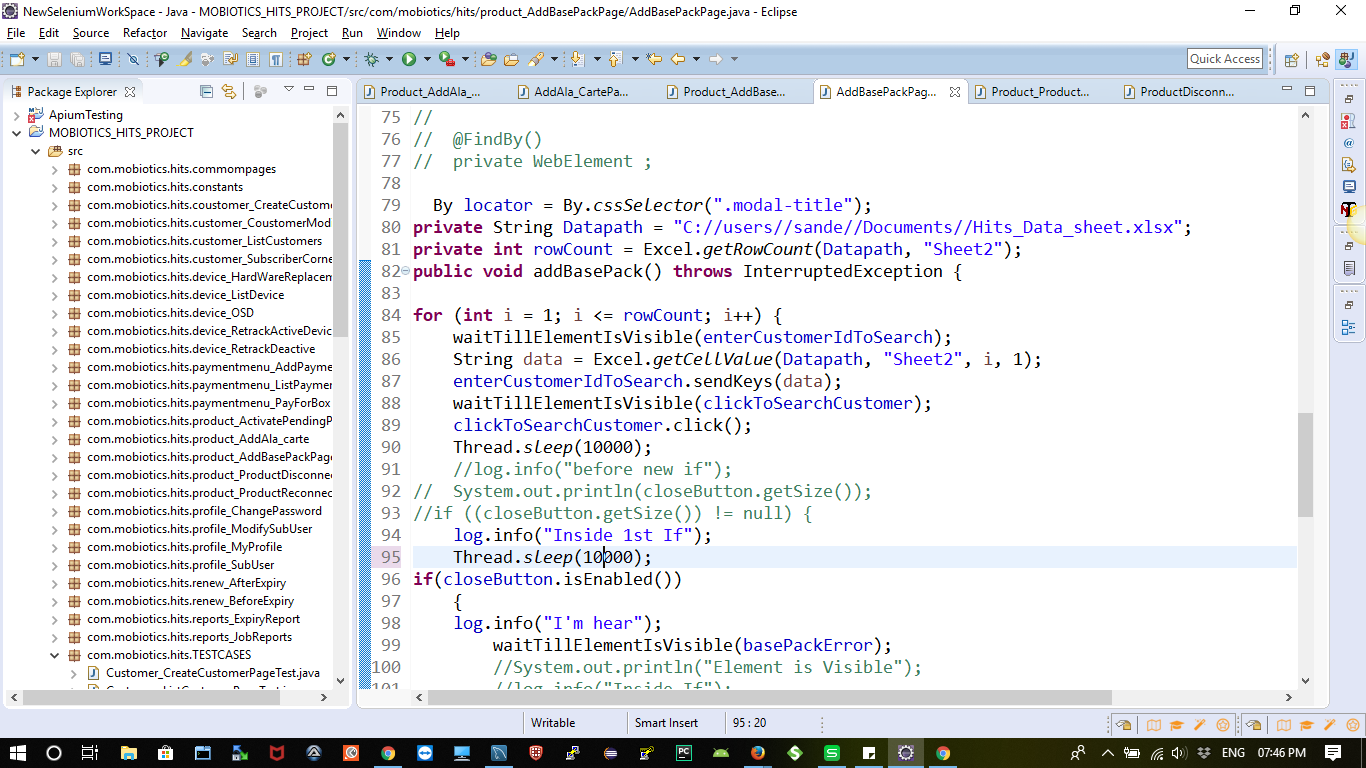 NewSeleniumWorkSpace - Java - MOBIOTICS_HITS_PROJECT/src/com/mobiotics/hits/product_AddBasePackPage/AddBasePackPage.java - Eclipse
File Edit Source Refactor Navigate Search Project Run Window Help
Quick Access
Package Explorer
Product_AddAla_...
AddAla_CartePa...
Product_AddBase...
AddBasePackPag...
Product_Product...
ProductDisconn...
ApiumTesting
MOBIOTICS_HITS_PROJECT
src
com.mobiotics.hits.commompages
com.mobiotics.hits.constants
com.mobiotics.hits.coustomer_CreateCustome
com.mobiotics.hits.customer_CoustomerMod
com.mobiotics.hits.customer_ListCustomers
com.mobiotics.hits.customer_SubscriberCorne
com.mobiotics.hits.device_HardWareReplacem
com.mobiotics.hits.device_ListDevice
com.mobiotics.hits.device_OSD
com.mobiotics.hits.device_RetrackActiveDevic
com.mobiotics.hits.device_RetrackDeactive
com.mobiotics.hits.paymentmenu_AddPayme
com.mobiotics.hits.paymentmenu_ListPaymer
com.mobiotics.hits.paymentmenu_PayForBox
com.mobiotics.hits.product_ActivatePendingP
com.mobiotics.hits.product_AddAla_carte
com.mobiotics.hits.product_AddBasePackPage
com.mobiotics.hits.product_ProductDisconnec
com.mobiotics.hits.product_ProductReconnec
com.mobiotics.hits.profile_ChangePassword
com.mobiotics.hits.profile_ModifySubUser
com.mobiotics.hits.profile_MyProfile
com.mobiotics.hits.profile_SubUser
com.mobiotics.hits.renew_AfterExpiry
com.mobiotics.hits.renew_BeforeExpiry
com.mobiotics.hits.reports_ExpiryReport
com.mobiotics.hits.reports_JobReports
com.mobiotics.hits.TESTCASES
Customer_CreateCustomerPageTest.java
75 //
76 // @FindBy()
77 // private WebElement ;
78
79 By locator = By.cssSelector(".modal-title");
80 private String Datapath = "C://users//sande//Documents//Hits_Data_sheet.xlsx";
81 private int rowCount = Excel.getRowCount(Datapath, "Sheet2");
82 public void addBasePack() throws InterruptedException {
83
84 for (int i = 1; i <= rowCount; i++) {
85 waitTillElementIsVisible(enterCustomerIdToSearch);
86 String data = Excel.getCellValue(Datapath, "Sheet2", i, 1);
87 enterCustomerIdToSearch.sendKeys(data);
88 waitTillElementIsVisible(clickToSearchCustomer);
89 clickToSearchCustomer.click();
90 Thread.sleep(10000);
91 //log.info("before new if");
92 // System.out.println(closeButton.getSize());
93 //if ((closeButton.getSize()) != null) {
94 log.info("Inside 1st If");
95 Thread.sleep(10000);
96 if(closeButton.isEnabled())
97 {
98 log.info("I'm hear");
99 waitTillElementIsVisible(basePackError);
100 //System.out.println("Element is Visible");
101 //log.info("Inside If");
Writable Smart Insert 95 : 20
ENG 07:46 PM